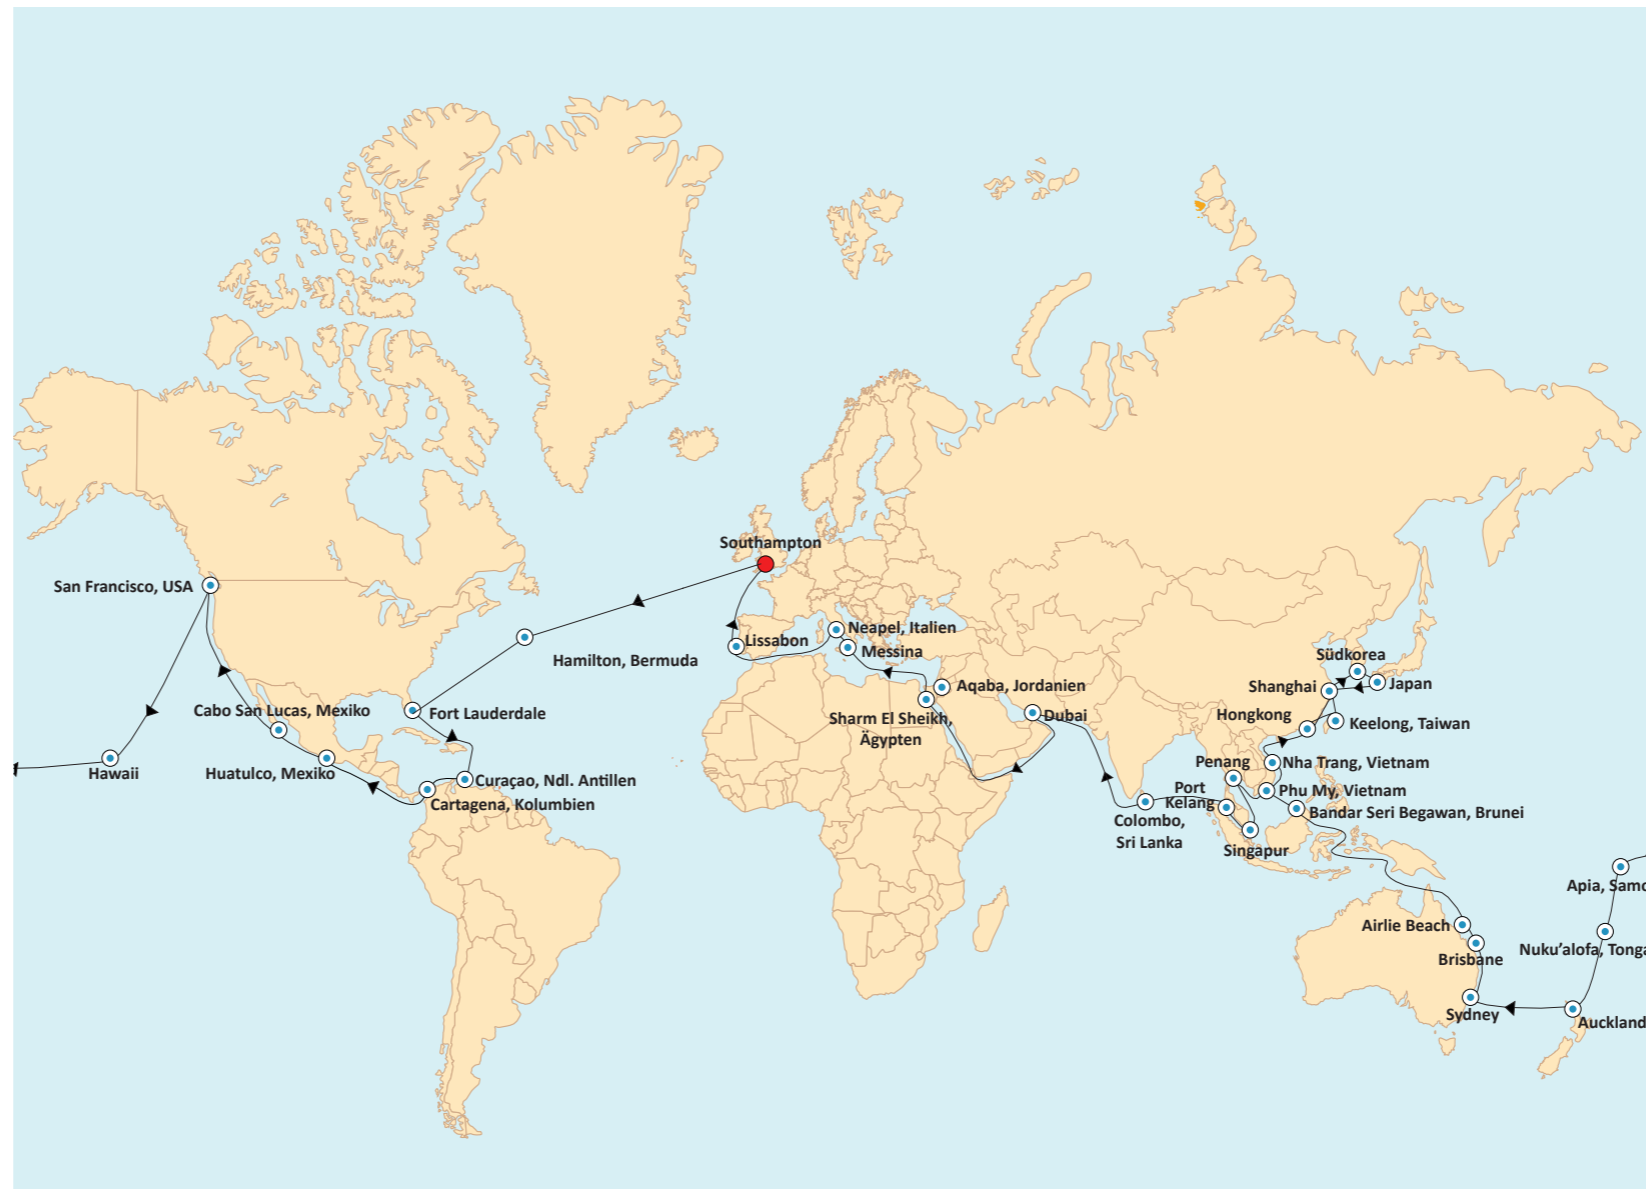 Southampton
San Francisco, USA
Hamilton, Bermuda
Lissabon
Neapel, Italien
Messina
Südkorea
Shanghai
Japan
Aqaba, Jordanien
Cabo San Lucas, Mexiko
Fort Lauderdale
Sharm El Sheikh,
Ägypten
Dubai
Hongkong
Keelong, Taiwan
Hawaii
Huatulco, Mexiko
Curaçao, Ndl. Antillen
Cartagena, Kolumbien
Penang
Nha Trang, Vietnam
Port
Kelang
Phu My, Vietnam
Colombo,
Sri Lanka
Bandar Seri Begawan, Brunei
Singapur
Apia, Samo
Airlie Beach
Nuku'alofa, Tonga
Brisbane
Sydney
Auckland